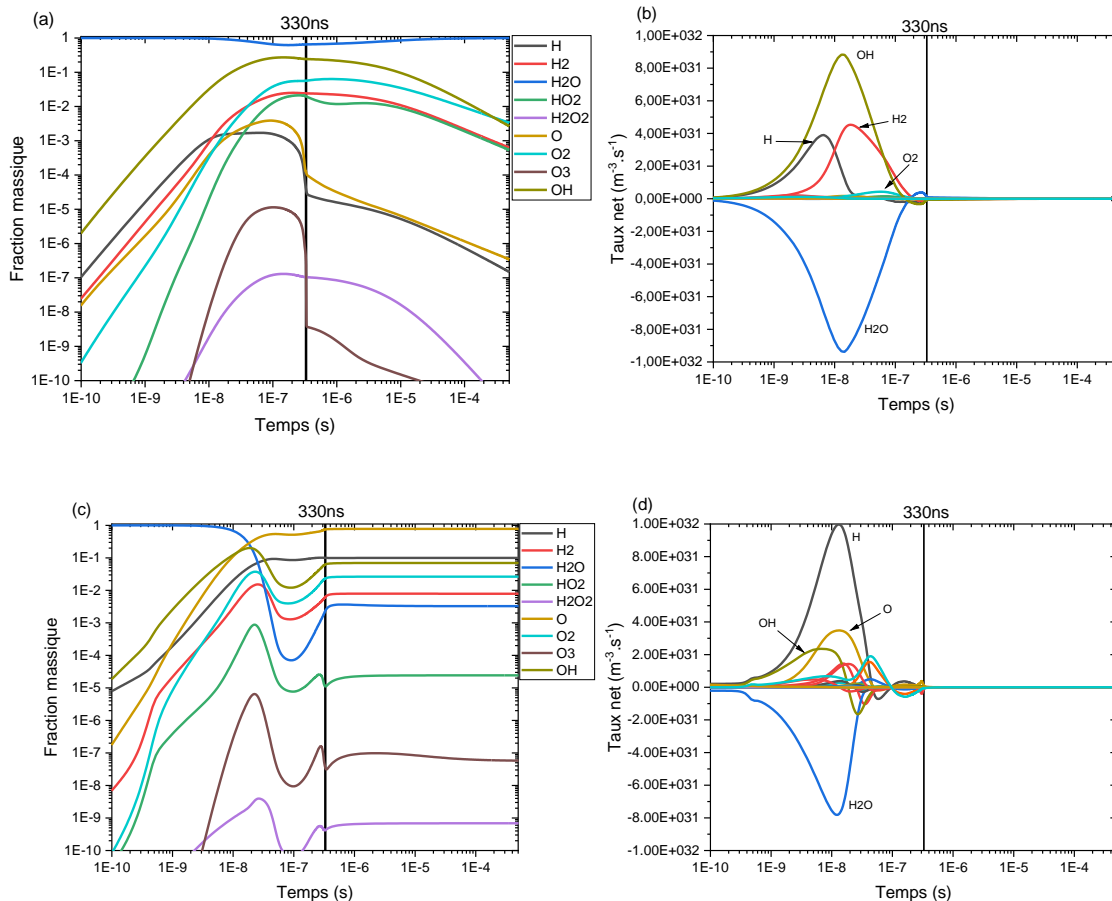 (a)
330ns
Fraction massique
1
1E-1
1E-2
1E-3
1E-4
1E-5
1E-6
1E-7
1E-8
1E-9
1E-10
1E-10 1E-9 1E-8 1E-7 1E-6 1E-5 1E-4
Temps (s)
H
H2
H2O
HO2
H2O2
O
O2
O3
OH
(b)
330ns
Taux net (m-3.s-1)
1,00E+032
8,00E+031
6,00E+031
4,00E+031
2,00E+031
0,00E+000
-2,00E+031
-4,00E+031
-6,00E+031
-8,00E+031
-1,00E+032
OH
H2
H
O2
H2O
1E-10 1E-9 1E-8 1E-7 1E-6 1E-5 1E-4
Temps (s)
(c)
330ns
Fraction massique
1
1E-1
1E-2
1E-3
1E-4
1E-5
1E-6
1E-7
1E-8
1E-9
1E-10
1E-10 1E-9 1E-8 1E-7 1E-6 1E-5 1E-4
Temps (s)
H
H2
H2O
HO2
H2O2
O
O2
O3
OH
(d)
330ns
Taux net (m-3.s-1)
1.00E+032
8.00E+031
6.00E+031
4.00E+031
2.00E+031
0.00E+000
-2.00E+031
-4.00E+031
-6.00E+031
-8.00E+031
-1.00E+032
H
O
OH
H2O
1E-10 1E-9 1E-8 1E-7 1E-6 1E-5 1E-4
Temps (s)